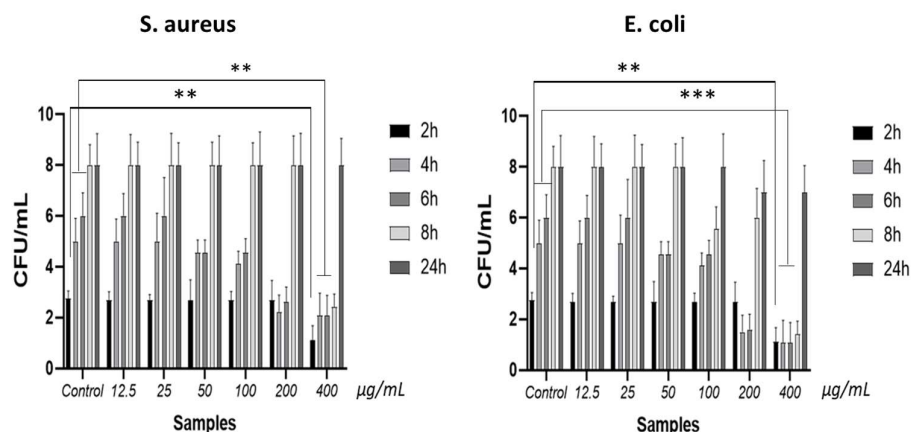 S. aureus
**
**
10
8
6
4
2
0
CFU/mL
2h
4h
6h
8h
24h
Control 12.5 25 50 100 200 400 µg/mL
Samples
E. coli
**
***
10
8
6
4
2
0
CFU/mL
2h
4h
6h
8h
24h
Control 12.5 25 50 100 200 400 µg/mL
Samples